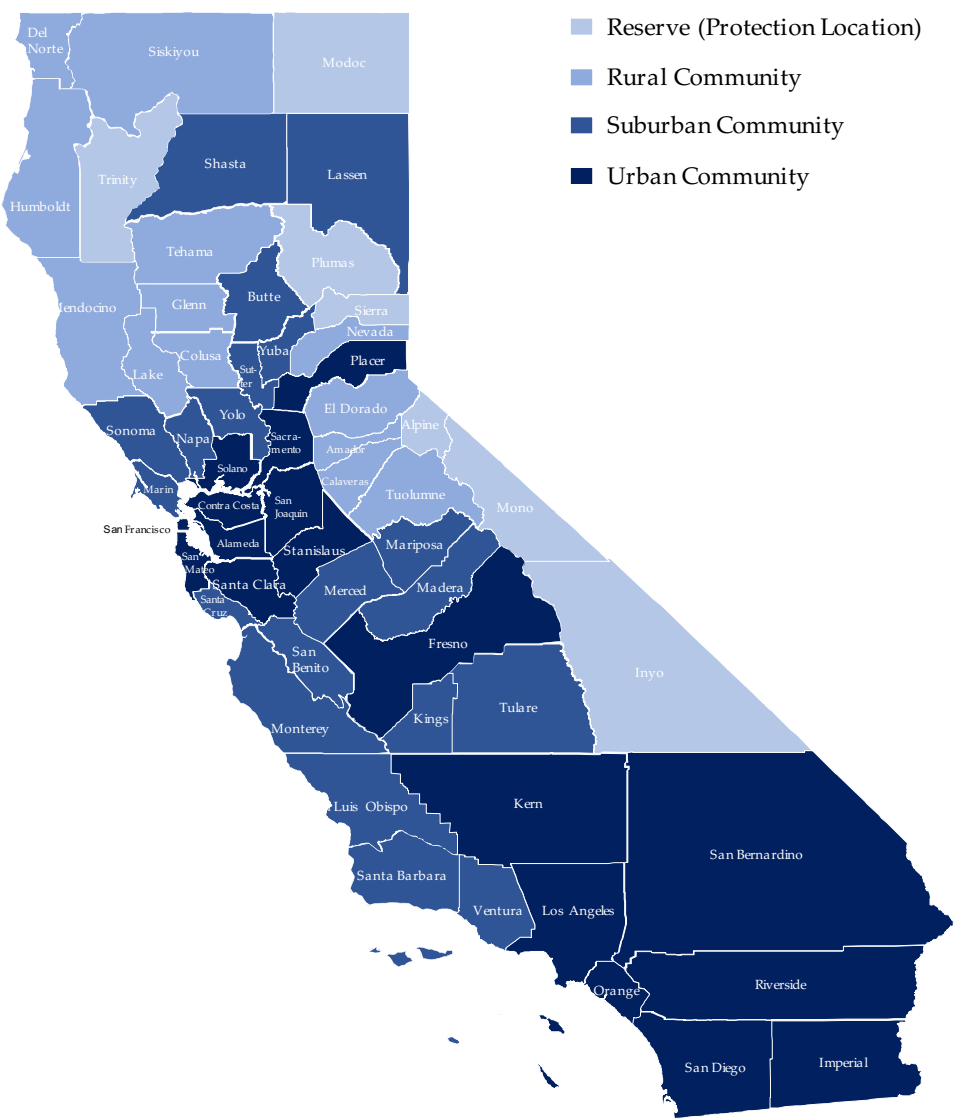 Reserve (Protection Location)
Rural Community
Suburban Community
Urban Community
Del
Norte
Siskiyou
Modoc
Shasta
Lassen
Trinity
Humboldt
Tehama
Plumas
Butte
Glenn
Sierra
endocino
Nevada
Yuba
Colusa
Placer
Sut-
ter
Lake
El Dorado
Yolo
Alpine
Sonoma
Napa
Sacra-
mento
Amador
Solano
Calaveras
Marin
Tuolumne
San
Joaquin
Contra Costa
Mono
San Francisco
Alameda
Stanislaus
Mariposa
San
Mateo
Santa Clara
Merced
Madera
Santa
Cruz
Fresno
San
Benito
Inyo
Kings
Tulare
Monterey
Luis Obispo
Kern
San Bernardino
Santa Barbara
Ventura
Los Angeles
Orange
Riverside
San Diego
Imperial